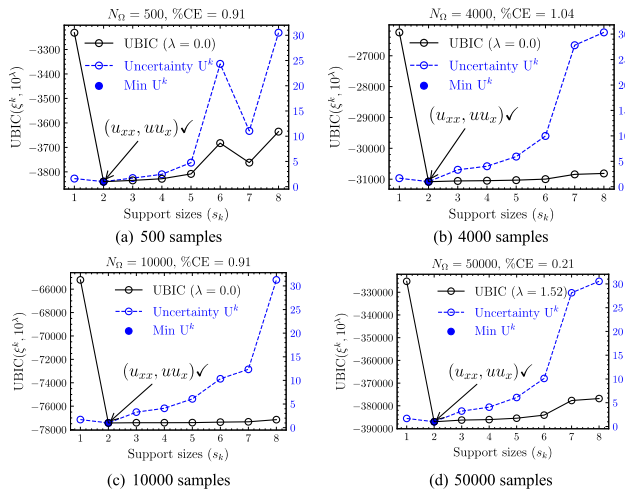 N_Ω = 500, %CE = 0.91
UBIC (λ = 0.0)
Uncertainty U^k
Min U^k
(u_xx, uu_x)✓
UBIC(ξ^k, 10^λ)
−3300
−3400
−3500
−3600
−3700
−3800
30
25
20
15
10
5
0
1 2 3 4 5 6 7 8
Support sizes (s_k)
(a) 500 samples
N_Ω = 4000, %CE = 1.04
UBIC (λ = 0.0)
Uncertainty U^k
Min U^k
(u_xx, uu_x)✓
UBIC(ξ^k, 10^λ)
−26000
−27000
−28000
−29000
−30000
−31000
30
25
20
15
10
5
0
1 2 3 4 5 6 7 8
Support sizes (s_k)
(b) 4000 samples
N_Ω = 10000, %CE = 0.91
UBIC (λ = 0.0)
Uncertainty U^k
Min U^k
(u_xx, uu_x)✓
UBIC(ξ^k, 10^λ)
−66000
−68000
−70000
−72000
−74000
−76000
−78000
30
25
20
15
10
5
0
1 2 3 4 5 6 7 8
Support sizes (s_k)
(c) 10000 samples
N_Ω = 50000, %CE = 0.21
UBIC (λ = 1.52)
Uncertainty U^k
Min U^k
(u_xx, uu_x)✓
UBIC(ξ^k, 10^λ)
−330000
−340000
−350000
−360000
−370000
−380000
−390000
30
25
20
15
10
5
0
1 2 3 4 5 6 7 8
Support sizes (s_k)
(d) 50000 samples